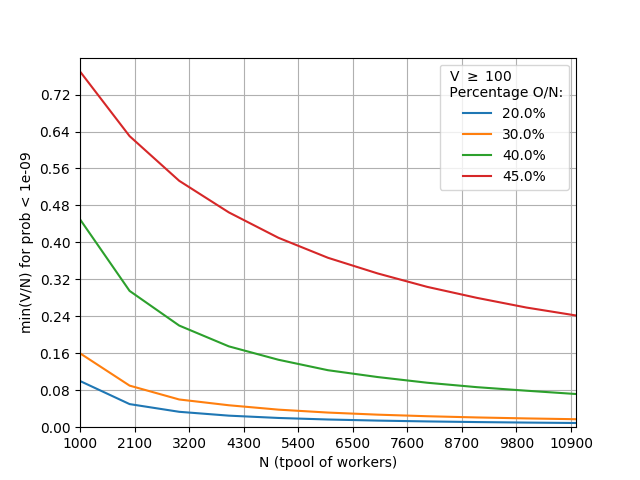 V ≥ 100
Percentage O/N:
20.0%
30.0%
40.0%
45.0%
0.72
0.64
0.56
0.48
0.40
0.32
0.24
0.16
0.08
0.00
min(V/N) for prob < 1e-09
1000 2100 3200 4300 5400 6500 7600 8700 9800 10900
N (tpool of workers)